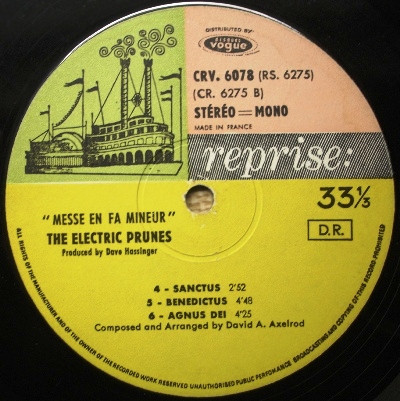 DISTRIBUTED BY
disques
vogue
CRV. 6078 (RS. 6275)
(CR. 6275 B)
STÉRÉO = MONO
MADE IN FRANCE
reprise:
33 1/3
D.R.
"MESSE EN FA MINEUR"
THE ELECTRIC PRUNES
Produced by Dave Hassinger
4 - SANCTUS 2'52
5 - BENEDICTUS 4'48
6 - AGNUS DEI 4'25
Composed and Arranged by David A. Axelrod
ALL RIGHTS OF THE MANUFACTURER AND OF THE OWNER OF THE RECORDED WORK RESERVED UNAUTHORISED PUBLIC PERFOMANCE BROADCASTING AND COPYING OF THIS RECORD PROHIBITED